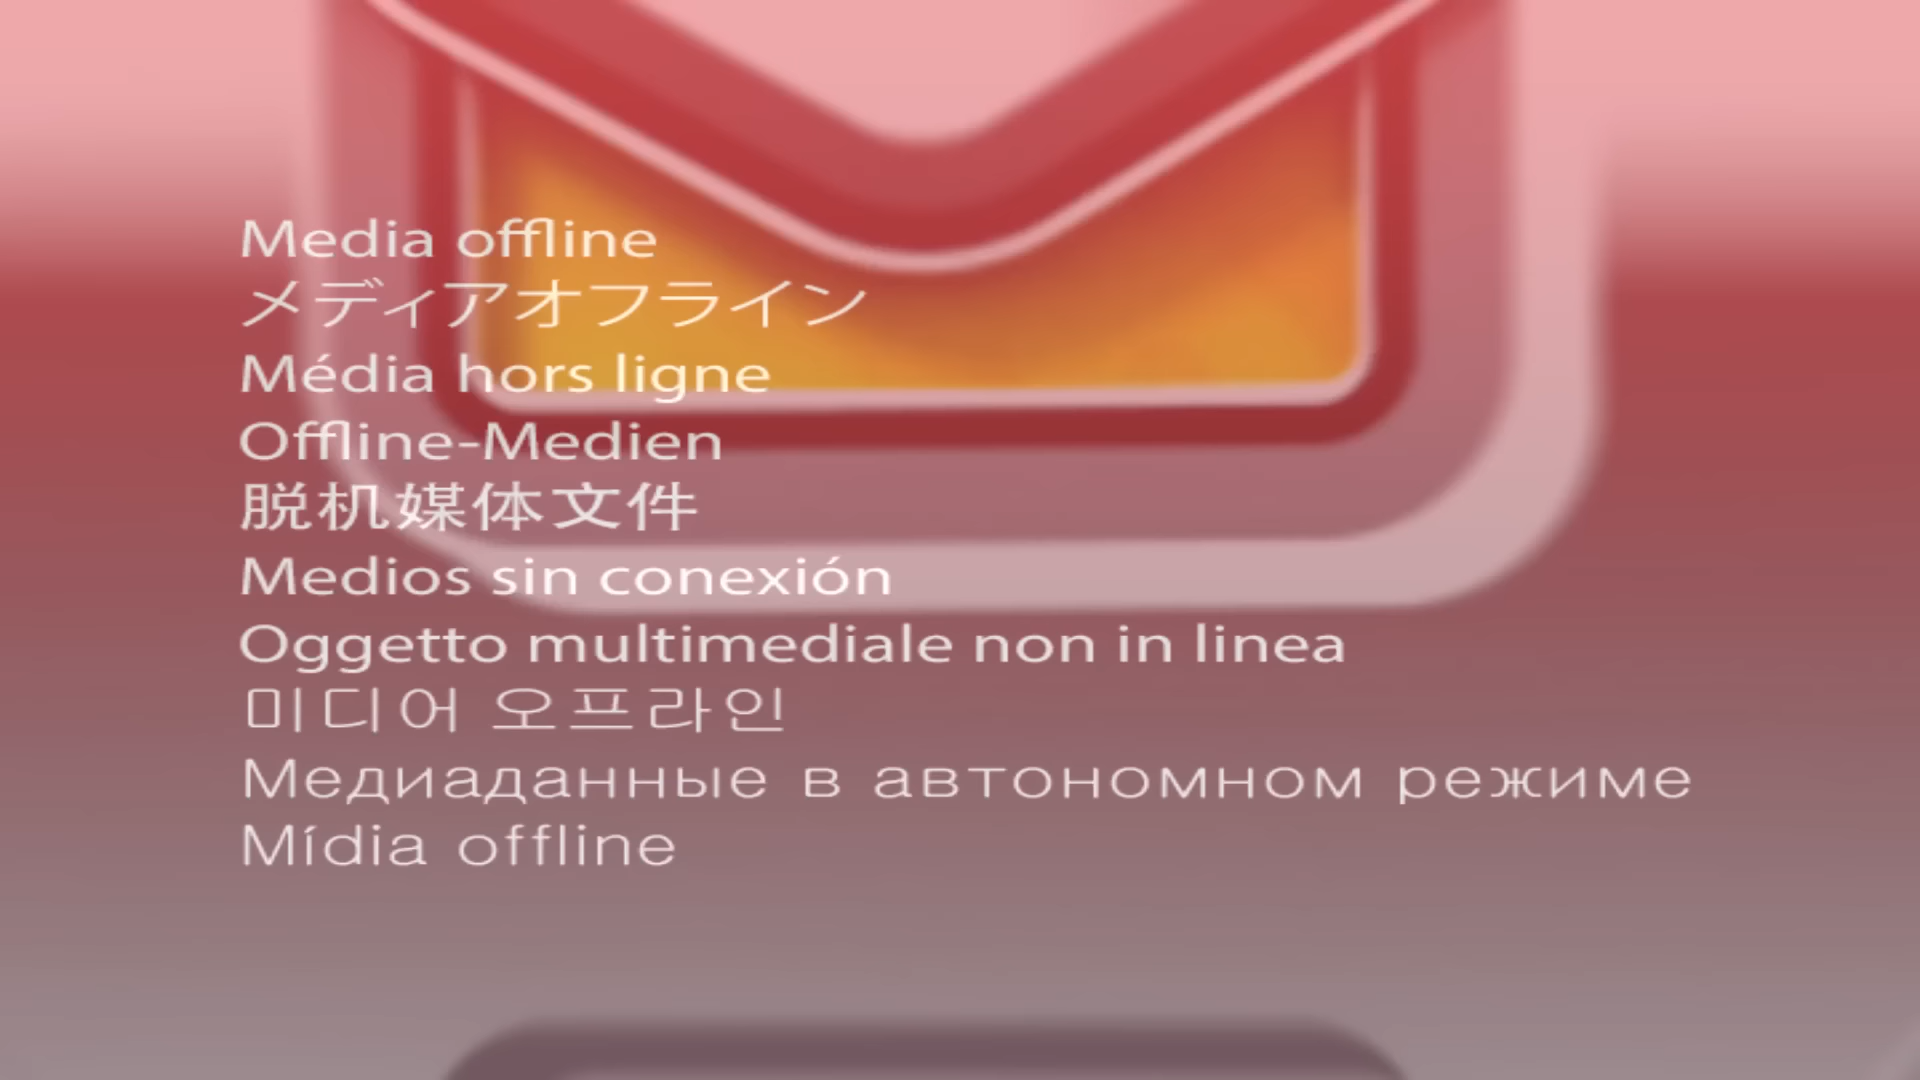 Media offline
メディアオフライン
Média hors ligne
Offline-Medien
脱机媒体文件
Medios sin conexión
Oggetto multimediale non in linea
미디어 오프라인
Медиаданные в автономном режиме
Mídia offline